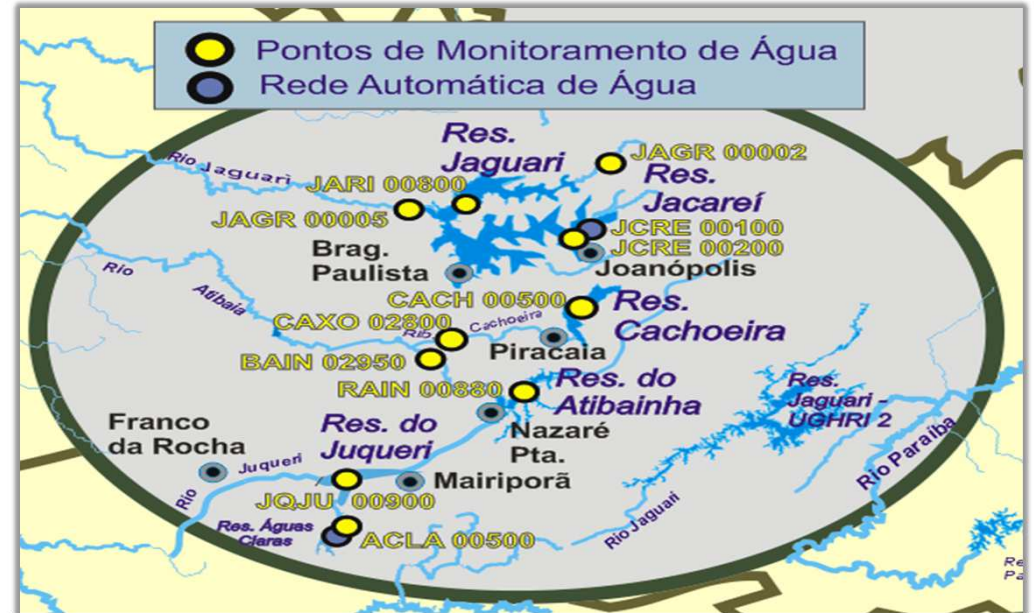 Pontos de Monitoramento de Água
Rede Automática de Água
Res.
Jaguari
JAGR 00002
Rio Jaguari
Res.
Jacareí
JARI 00800
JAGR 00005
JCRE 00100
JCRE 00200
Brag.
Paulista
Joanópolis
Rio
Atibaia
CACH 00500
Res.
Cachoeira
CAXO 02800
Rib. Cachoeira
Piracaia
BAIN 02950
RAIN 00880
Res. do
Atibainha
Res.
Jaguari -
UGHRI 2
Franco
da Rocha
Res. do
Juqueri
Nazaré
Pta.
Rio Paraíba
Rio Juqueri
Mairiporã
JQJU 00900
Res. Águas
Claras
ACLA 00500
Rio Jaguari